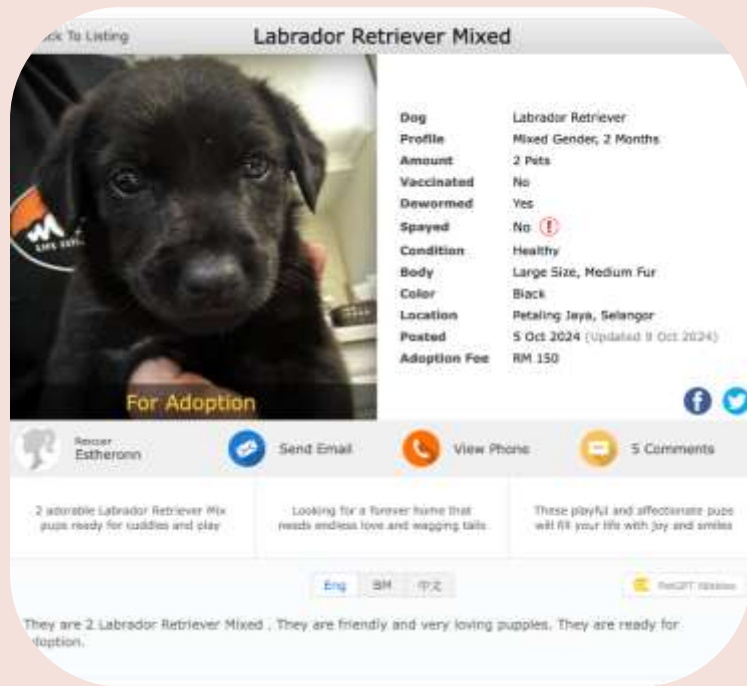 ck To Listing
Labrador Retriever Mixed
Dog Labrador Retriever
Profile Mixed Gender, 2 Months
Amount 2 Pets
Vaccinated No
Dewormed Yes
Spayed No
Condition Healthy
Body Large Size, Medium Fur
Color Black
Location Petaling Jaya, Selangor
Posted 5 Oct 2024 (Updated 8 Oct 2024)
Adoption Fee RM 150
For Adoption
Rescuer
Estheronn
Send Email
View Phone
5 Comments
2 adorable Labrador Retriever Mix
pups ready for cuddles and play
Looking for a forever home that
needs endless love and wagging tails
These playful and affectionate pups
will fill your life with joy and smiles
Eng BM 中文
PetGPT
They are 2 Labrador Retriever Mixed . They are friendly and very loving puppies. They are ready for
adoption.